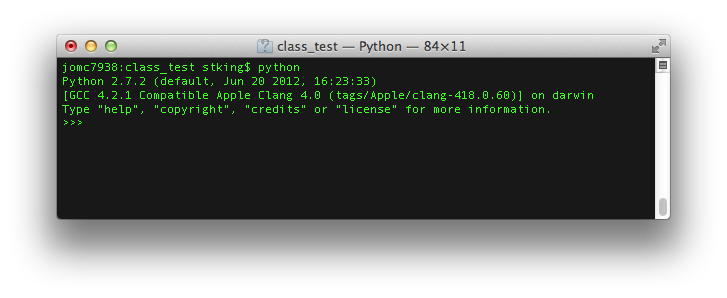 class_test — Python — 84×11
jomc7938:class_test stking$ python
Python 2.7.2 (default, Jun 20 2012, 16:23:33)
[GCC 4.2.1 Compatible Apple Clang 4.0 (tags/Apple/clang-418.0.60)] on darwin
Type "help", "copyright", "credits" or "license" for more information.
>>>